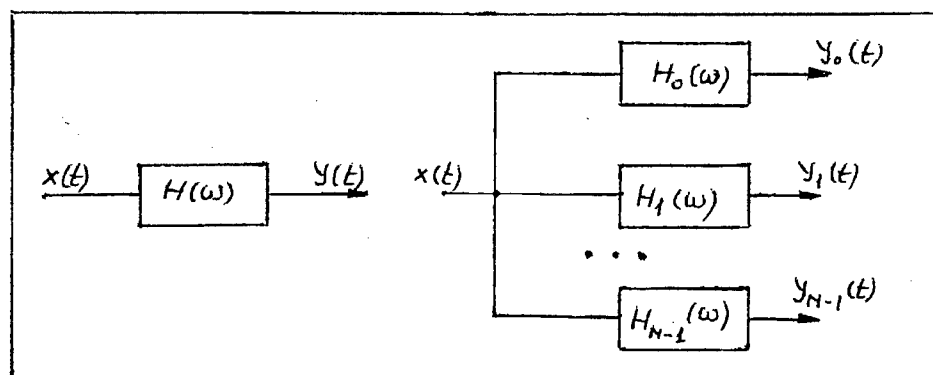 x(t)
H(ω)
y(t)
x(t)
H₀(ω)
y₀(t)
H₁(ω)
y₁(t)
• • •
H_{N-1}(ω)
y_{N-1}(t)